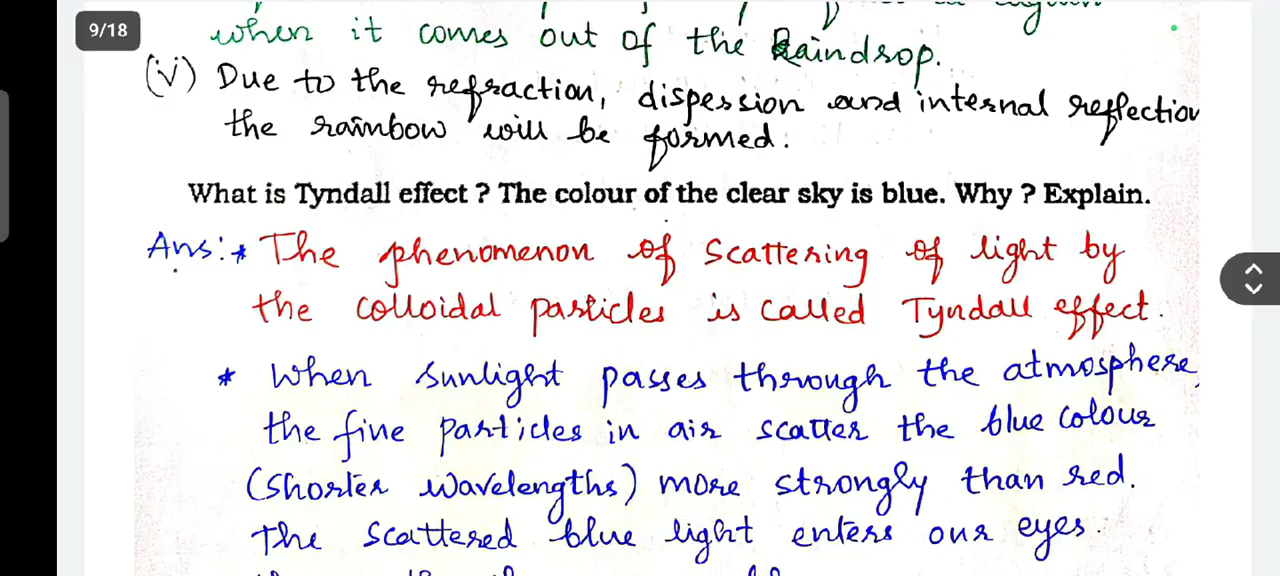 9/18
when it comes out of the Raindrop.
(V) Due to the refraction, dispession and internal reflection
the rainbow will be formed.
What is Tyndall effect ? The colour of the clear sky is blue. Why ? Explain.
Ans:* The phenomenon of scattering of light by
the colloidal particles is called Tyndall effect.
* When sunlight passes through the atmosphere,
the fine particles in air scatter the blue colour
(shorter wavelengths) more strongly than red.
The scattered blue light enters our eyes.